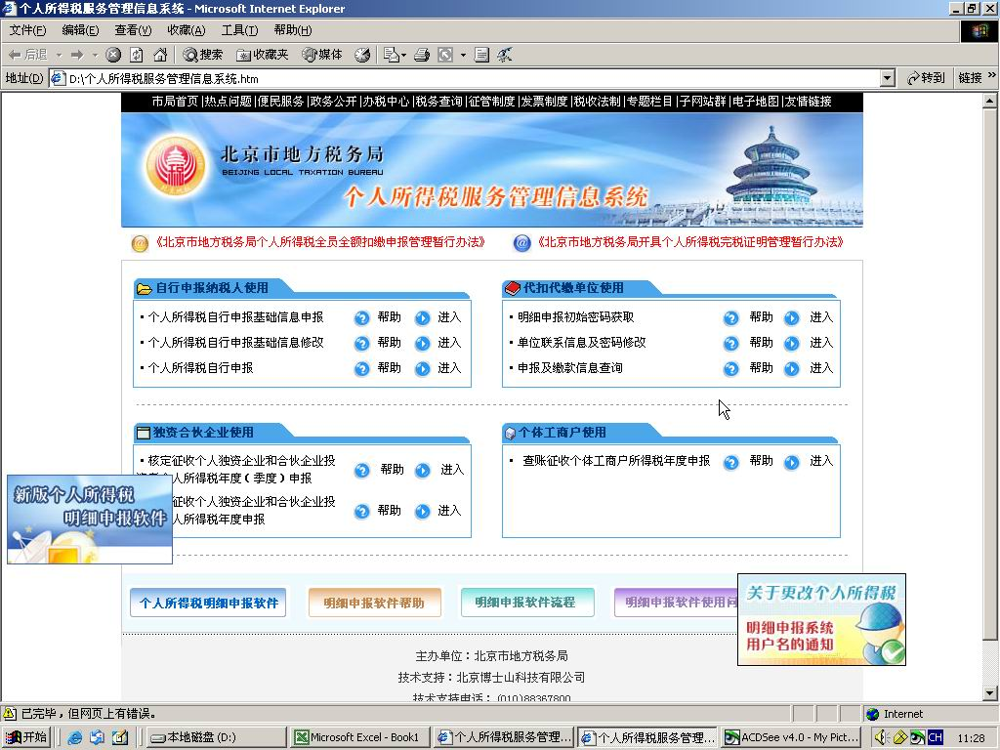 个人所得税服务管理信息系统 - Microsoft Internet Explorer
文件(F) 编辑(E) 查看(V) 收藏(A) 工具(T) 帮助(H)
后退 搜索 收藏夹 媒体
地址(D) D:\个人所得税服务管理信息系统.htm 转到 链接 »
市局首页|热点问题|便民服务|政务公开|办税中心|税务查询|征管制度|发票制度|税收法制|专题栏目|子网站群|电子地图|友情链接
北京市地方税务局
BEIJING LOCAL TAXATION BUREAU
个人所得税服务管理信息系统
《北京市地方税务局个人所得税全员全额扣缴申报管理暂行办法》 《北京市地方税务局开具个人所得税完税证明管理暂行办法》
自行申报纳税人使用
· 个人所得税自行申报基础信息申报 帮助 进入
· 个人所得税自行申报基础信息修改 帮助 进入
· 个人所得税自行申报 帮助 进入
代扣代缴单位使用
· 明细申报初始密码获取 帮助 进入
· 单位联系信息及密码修改 帮助 进入
· 申报及缴款信息查询 帮助 进入
独资合伙企业使用
· 核定征收个人独资企业和合伙企业投
人所得税年度(季度)申报 帮助 进入
征收个人独资企业和合伙企业投
人所得税年度申报 帮助 进入
个体工商户使用
· 查账征收个体工商户所得税年度申报 帮助 进入
新版个人所得税
明细申报软件
个人所得税明细申报软件 明细申报软件帮助 明细申报软件流程 明细申报软件使用问
关于更改个人所得税
明细申报系统
用户名的通知
主办单位：北京市地方税务局
技术支持：北京博士山科技有限公司
技术支持电话：(010)88367800
已完毕，但网页上有错误。 Internet
开始 本地磁盘 (D:) Microsoft Excel - Book1 个人所得税服务管理... 个人所得税服务管理... ACDSee v4.0 - My Pict... CH 11:28